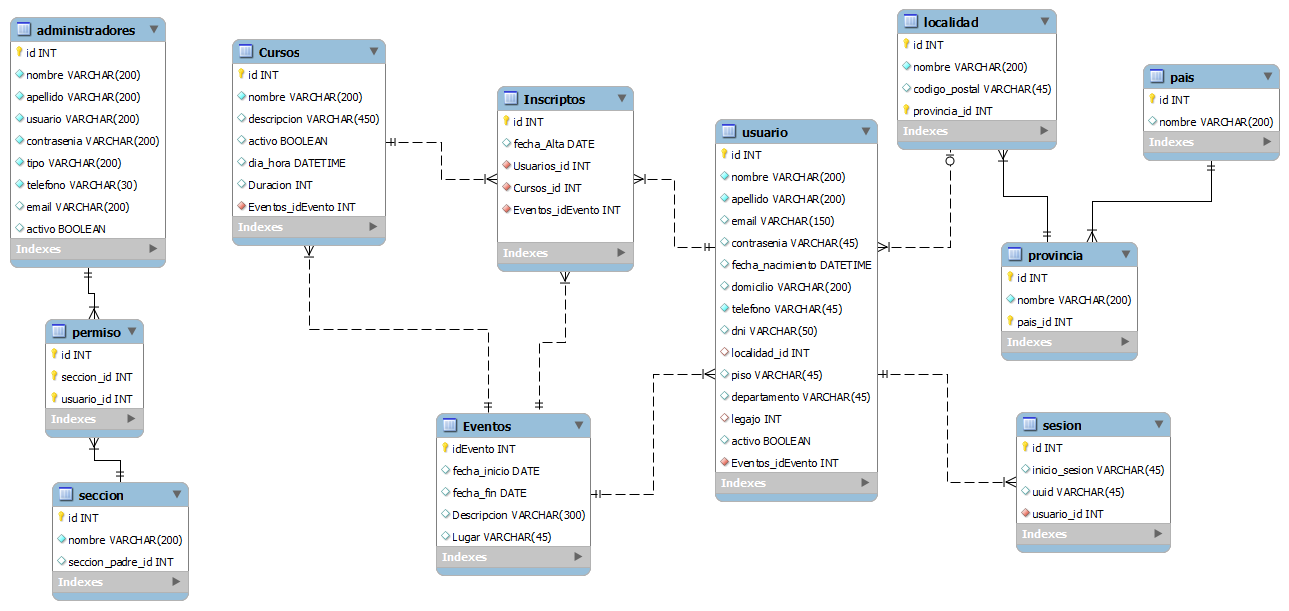 administradores
id INT
nombre VARCHAR(200)
apellido VARCHAR(200)
usuario VARCHAR(200)
contrasenia VARCHAR(200)
tipo VARCHAR(200)
telefono VARCHAR(30)
email VARCHAR(200)
activo BOOLEAN
Indexes
permiso
id INT
seccion_id INT
usuario_id INT
Indexes
seccion
id INT
nombre VARCHAR(200)
seccion_padre_id INT
Indexes
Cursos
id INT
nombre VARCHAR(200)
descripcion VARCHAR(450)
activo BOOLEAN
dia_hora DATETIME
Duracion INT
Eventos_idEvento INT
Indexes
Inscriptos
id INT
fecha_Alta DATE
Usuarios_id INT
Cursos_id INT
Eventos_idEvento INT
Indexes
Eventos
idEvento INT
fecha_inicio DATE
fecha_fin DATE
Descripcion VARCHAR(300)
Lugar VARCHAR(45)
Indexes
usuario
id INT
nombre VARCHAR(200)
apellido VARCHAR(200)
email VARCHAR(150)
contrasenia VARCHAR(45)
fecha_nacimiento DATETIME
domicilio VARCHAR(200)
telefono VARCHAR(45)
dni VARCHAR(50)
localidad_id INT
piso VARCHAR(45)
departamento VARCHAR(45)
legajo INT
activo BOOLEAN
Eventos_idEvento INT
Indexes
localidad
id INT
nombre VARCHAR(200)
codigo_postal VARCHAR(45)
provincia_id INT
Indexes
pais
id INT
nombre VARCHAR(200)
Indexes
provincia
id INT
nombre VARCHAR(200)
pais_id INT
Indexes
sesion
id INT
inicio_sesion VARCHAR(45)
uuid VARCHAR(45)
usuario_id INT
Indexes